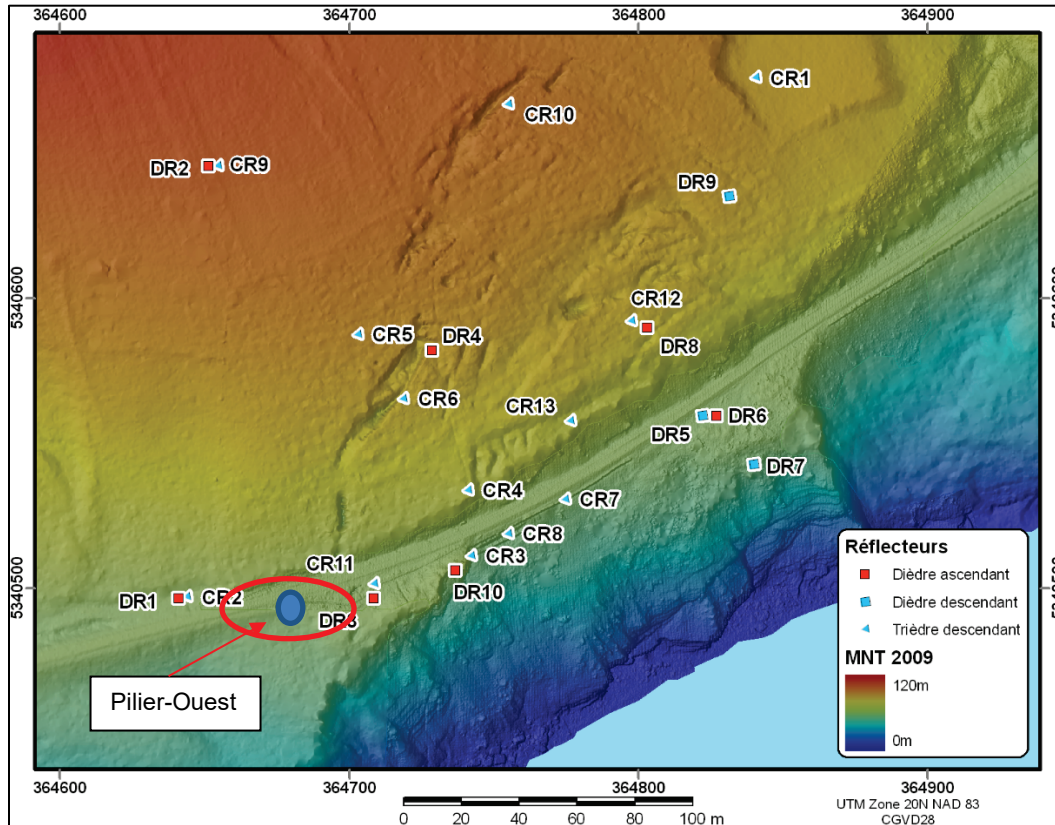 364600
364700
364800
364900
CR1
CR10
DR2
CR9
DR9
5340600
5340600
CR12
CR5
DR4
DR8
CR6
CR13
DR5
DR6
DR7
CR4
CR7
CR8
CR3
CR11
DR10
5340500
DR1
CR2
DR3
Pilier-Ouest
Réflecteurs
Dièdre ascendant
Dièdre descendant
Trièdre descendant
MNT 2009
120m
0m
364600
364700
364800
364900
0 20 40 60 80 100 m
UTM Zone 20N NAD 83
CGVD28